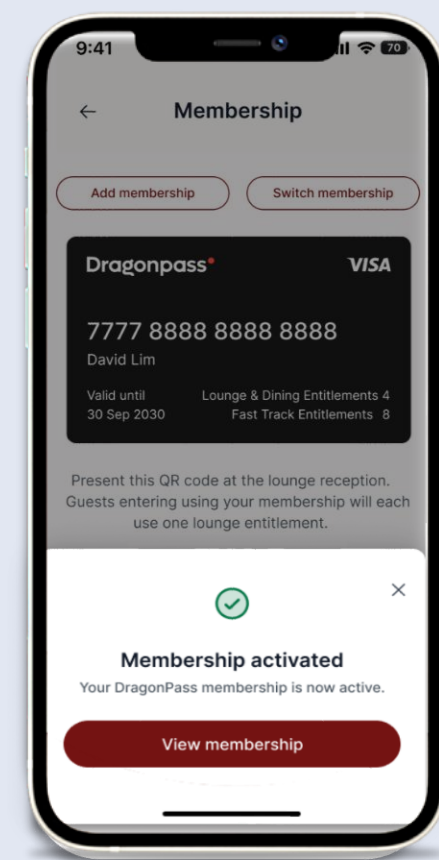 9:41
70
Membership
Add membership
Switch membership
Dragonpass
VISA
7777 8888 8888 8888
David Lim
Valid until
Lounge & Dining Entitlements 4
30 Sep 2030
Fast Track Entitlements 8
Present this QR code at the lounge reception.
Guests entering using your membership will each
use one lounge entitlement.
Membership activated
Your DragonPass membership is now active.
View membership